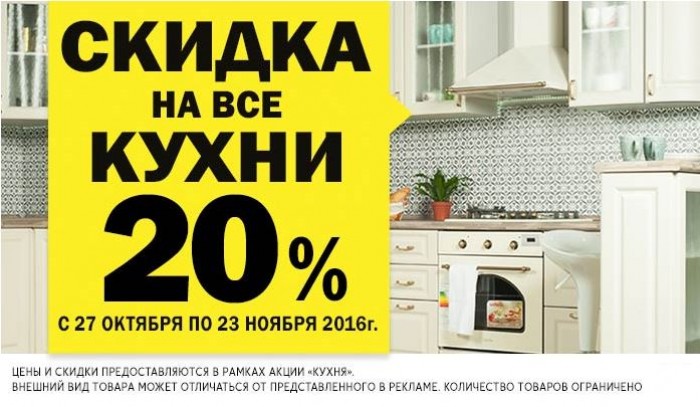 СКИДКА
НА ВСЕ
КУХНИ
20%
С 27 ОКТЯБРЯ ПО 23 НОЯБРЯ 2016г.
ЦЕНЫ И СКИДКИ ПРЕДОСТАВЛЯЮТСЯ В РАМКАХ АКЦИИ «КУХНЯ».
ВНЕШНИЙ ВИД ТОВАРА МОЖЕТ ОТЛИЧАТЬСЯ ОТ ПРЕДСТАВЛЕННОГО В РЕКЛАМЕ. КОЛИЧЕСТВО ТОВАРОВ ОГРАНИЧЕНО